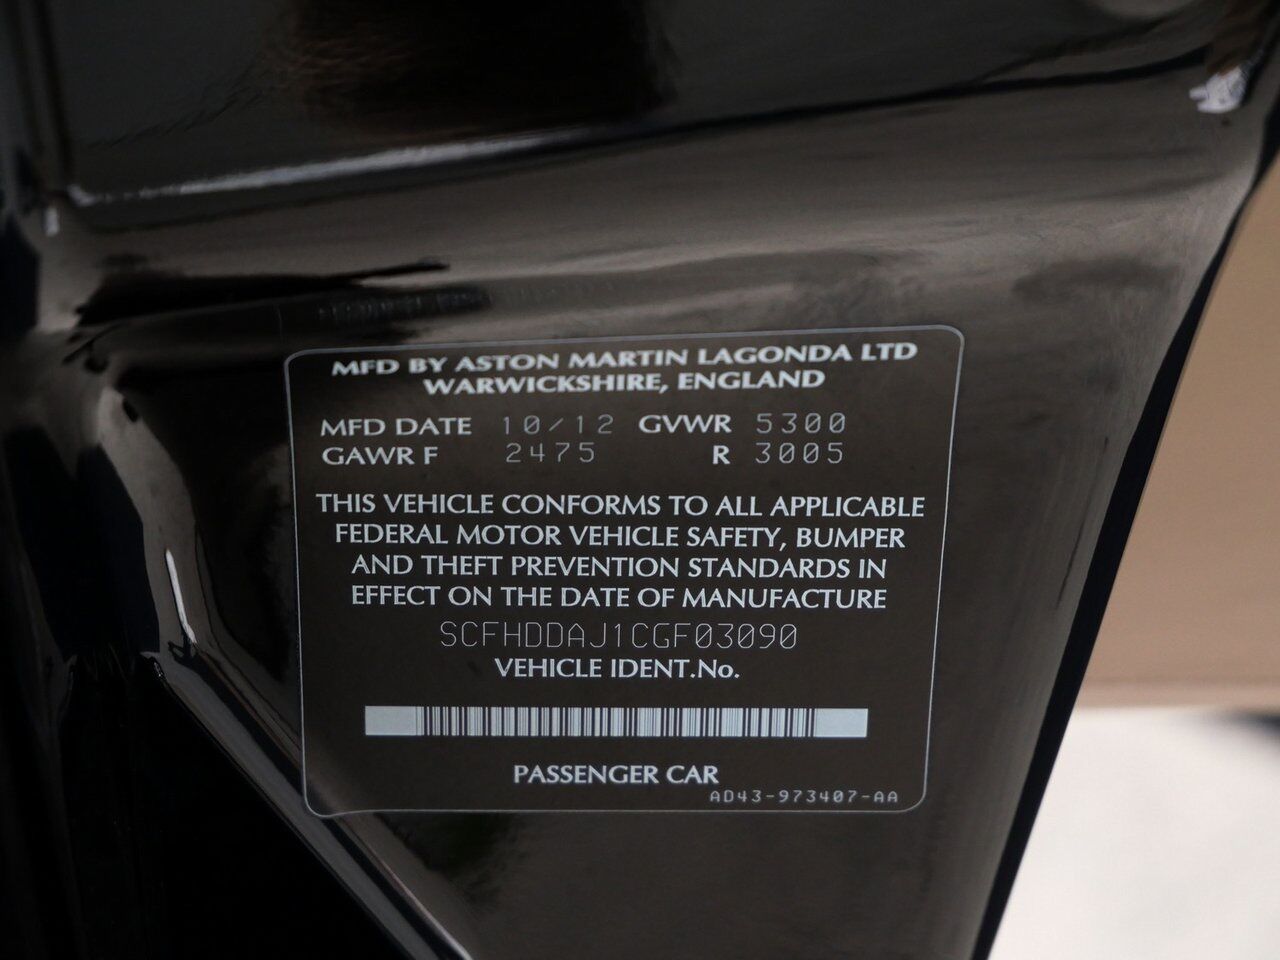 MFD BY ASTON MARTIN LAGONDA LTD
WARWICKSHIRE, ENGLAND
MFD DATE 10/12 GVWR 5300
GAWR F 2475 R 3005
THIS VEHICLE CONFORMS TO ALL APPLICABLE
FEDERAL MOTOR VEHICLE SAFETY, BUMPER
AND THEFT PREVENTION STANDARDS IN
EFFECT ON THE DATE OF MANUFACTURE
SCFHDDAJ1CGF03090
VEHICLE IDENT.No.
PASSENGER CAR
AD43-973407-AA